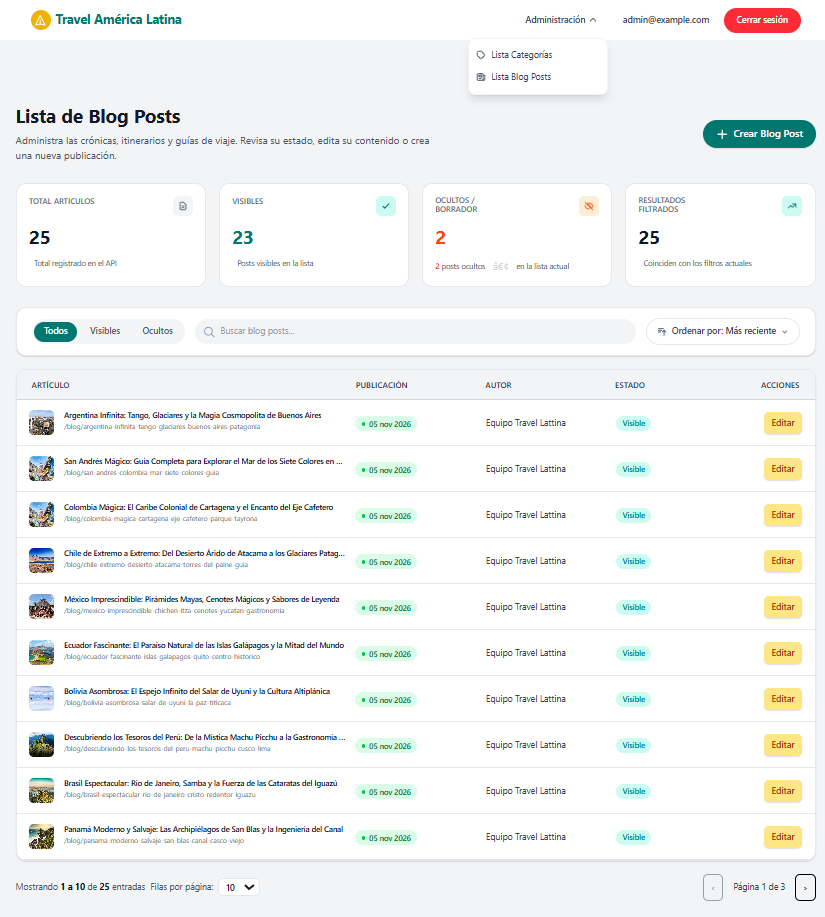 Travel América Latina
Administración
admin@example.com
Cerrar sesión
Lista Categorías
Lista Blog Posts
Lista de Blog Posts
Administra las crónicas, itinerarios y guías de viaje. Revisa su estado, edita su contenido o crea
una nueva publicación.
Crear Blog Post
TOTAL ARTICULOS
25
Total registrado en el API
VISIBLES
23
Posts visibles en la lista
OCULTOS /
BORRADOR
2
2 posts ocultos â€¢ en la lista actual
RESULTADOS
FILTRADOS
25
Coinciden con los filtros actuales
Todos Visibles Ocultos
Buscar blog posts...
Ordenar por: Más reciente
ARTÍCULO PUBLICACIÓN AUTOR ESTADO ACCIONES
Argentina Infinita: Tango, Glaciares y la Magia Cosmopolita de Buenos Aires
/blog/argentina-infinita-tango-glaciares-buenos-aires-patagonia
05 nov 2026 Equipo Travel Lattina Visible Editar
San Andrés Mágico: Guía Completa para Explorar el Mar de los Siete Colores en ...
/blog/san-andres-colombia-mar-siete-colores-guia
05 nov 2026 Equipo Travel Lattina Visible Editar
Colombia Mágica: El Caribe Colonial de Cartagena y el Encanto del Eje Cafetero
/blog/colombia-magica-cartagena-eje-cafetero-parque-tayrona
05 nov 2026 Equipo Travel Lattina Visible Editar
Chile de Extremo a Extremo: Del Desierto Árido de Atacama a los Glaciares Patag...
/blog/chile-extremo-desierto-atacama-torres-del-paine-guia
05 nov 2026 Equipo Travel Lattina Visible Editar
México Imprescindible: Pirámides Mayas, Cenotes Mágicos y Sabores de Leyenda
/blog/mexico-imprescindible-chichen-itza-cenotes-yucatan-gastronomia
05 nov 2026 Equipo Travel Lattina Visible Editar
Ecuador Fascinante: El Paraíso Natural de las Islas Galápagos y la Mitad del Mundo
/blog/ecuador-fascinante-islas-galapagos-quito-centro-historico
05 nov 2026 Equipo Travel Lattina Visible Editar
Bolivia Asombrosa: El Espejo Infinito del Salar de Uyuni y la Cultura Altiplánica
/blog/bolivia-asombrosa-salar-de-uyuni-la-paz-titicaca
05 nov 2026 Equipo Travel Lattina Visible Editar
Descubriendo los Tesoros del Perú: De la Mística Machu Picchu a la Gastronomía ...
/blog/descubriendo-los-tesoros-del-peru-machu-picchu-cusco-lima
05 nov 2026 Equipo Travel Lattina Visible Editar
Brasil Espectacular: Río de Janeiro, Samba y la Fuerza de las Cataratas del Iguazú
/blog/brasil-espectacular-rio-de-janeiro-cristo-redentor-iguazu
05 nov 2026 Equipo Travel Lattina Visible Editar
Panamá Moderno y Salvaje: Las Archipiélagos de San Blas y la Ingeniería del Canal
/blog/panama-moderno-salvaje-san-blas-canal-casco-viejo
05 nov 2026 Equipo Travel Lattina Visible Editar
Mostrando 1 a 10 de 25 entradas Filas por página: 10
‹ Página 1 de 3 ›